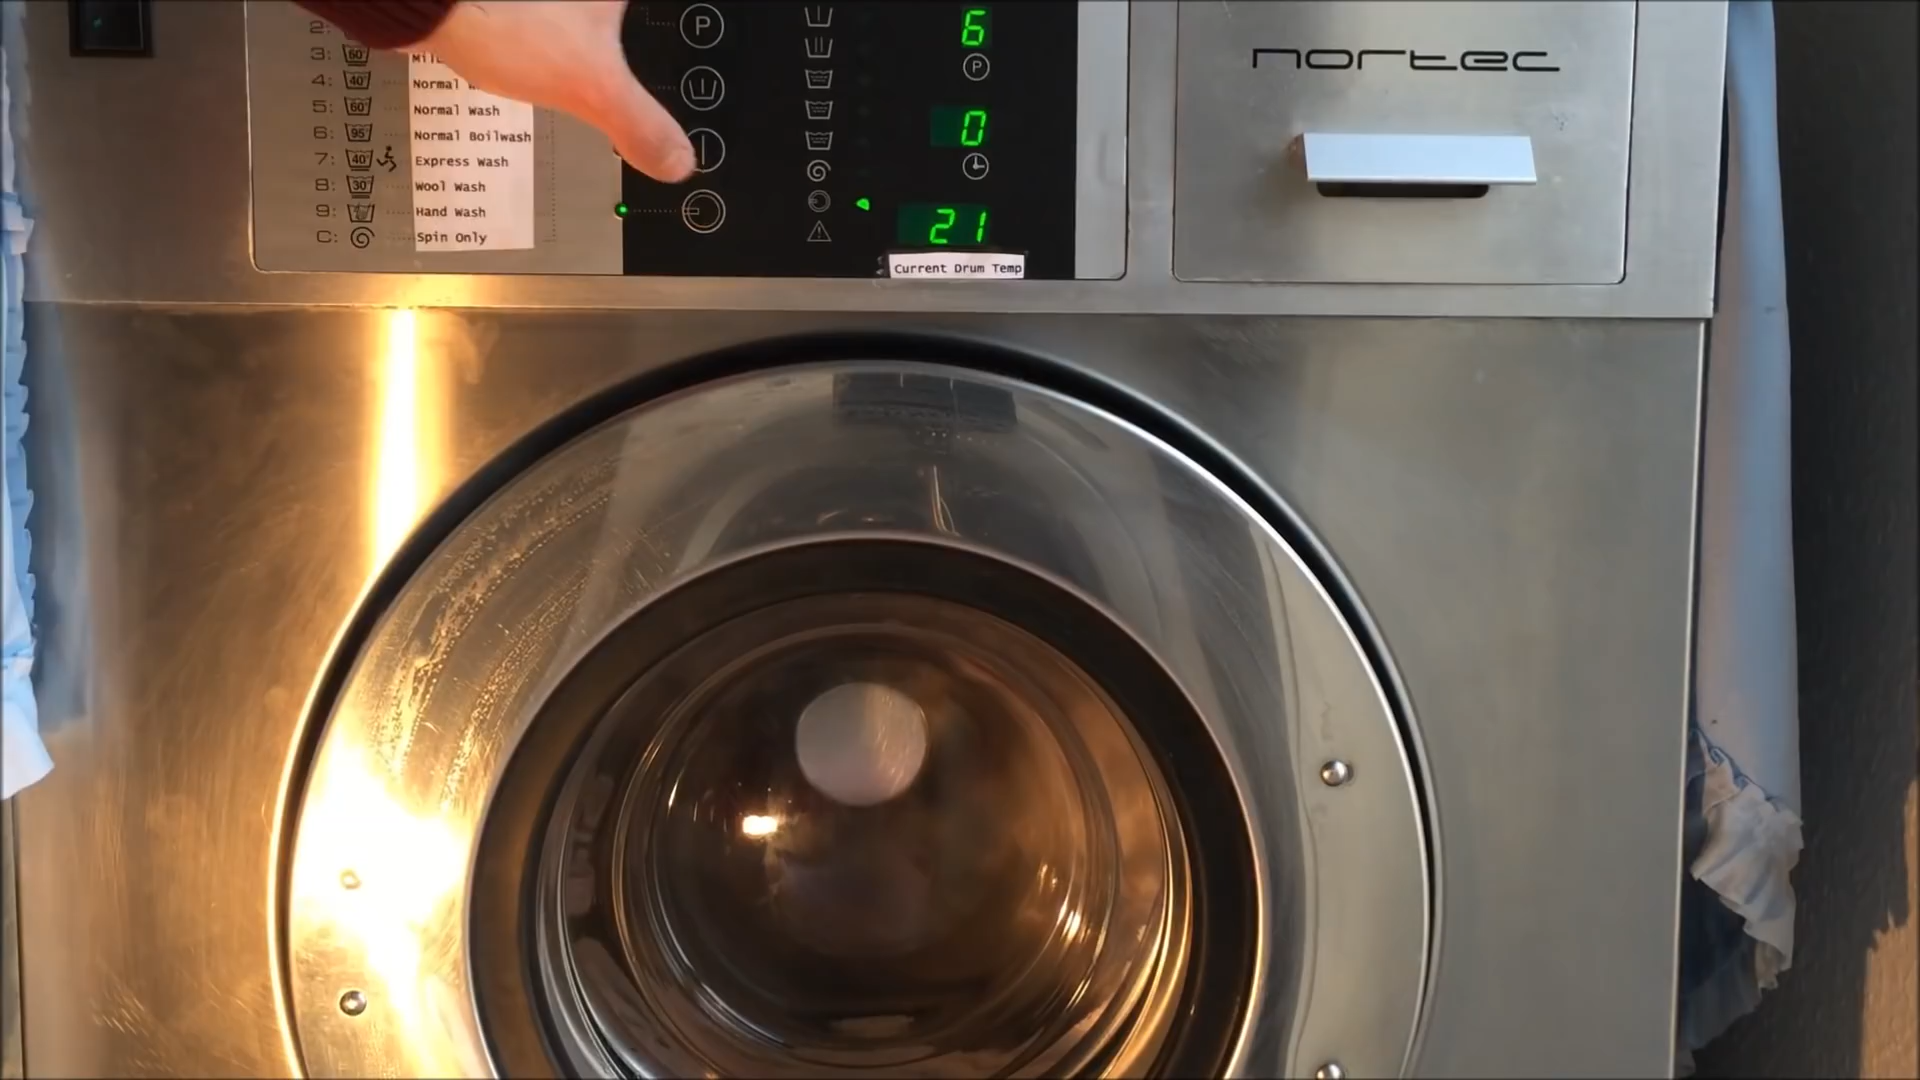 2:
3: 60° Mil
4: 40° Normal W
5: 60° Normal Wash
6: 95° Normal Boilwash
7: 40° Express Wash
8: 30° Wool Wash
9: Hand Wash
C: Spin Only
P
6
P
0
21
Current Drum Temp
nortec